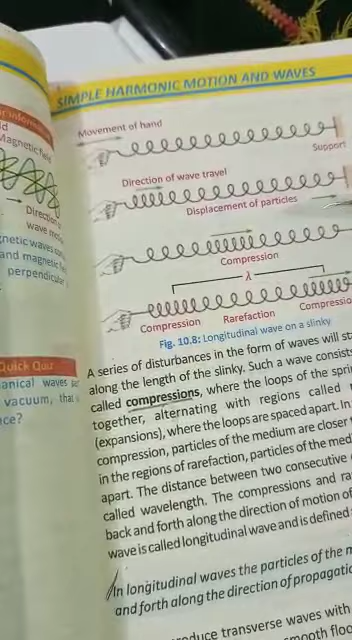 SIMPLE HARMONIC MOTION AND WAVES
Movement of hand
Support
Direction of wave travel
Displacement of particles
Compression
λ
Compression Rarefaction Compressio
Fig. 10.8: Longitudinal wave on a slinky
A series of disturbances in the form of waves will st
along the length of the slinky. Such a wave consists
called compressions, where the loops of the spri
together, alternating with regions called
(expansions), where the loops are spaced apart. In
compression, particles of the medium are closer
in the regions of rarefaction, particles of the med
apart. The distance between two consecutive
called wavelength. The compressions and ra
back and forth along the direction of motion of
wave is called longitudinal wave and is defined
In longitudinal waves the particles of the m
and forth along the direction of propagatio
oduce transverse waves with
mooth floo
Magnetic field
Direction
wave mo
netic waves
and magnetic f
perpendicular
Quick Quiz
anical waves
vacuum, that
ce?